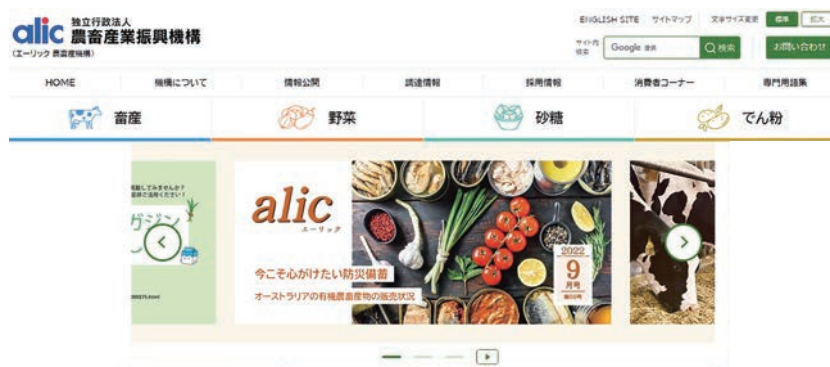 alic 独立行政法人
農畜産業振興機構
(エーリック 農畜産業機構)
ENGLISH SITE サイトマップ 文字サイズ変更 標準 拡大
サイト内検索 Google 検索 検索 お問い合わせ
HOME 機構について 情報公開 調達情報 採用情報 消費者コーナー 専門用語集
畜産 野菜 砂糖 でん粉
alic
エーリック
今こそ心がけたい防災備蓄
オーストラリアの有機農畜産物の販売状況
2022
9
月号